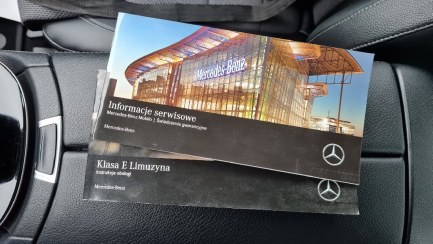 Mercedes-Benz
Informacje serwisowe
Mercedes-Benz Mobilo | Świadczenia gwarancyjne
Mercedes-Benz
Klasa E Limuzyna
Instrukcja obsługi
Mercedes-Benz